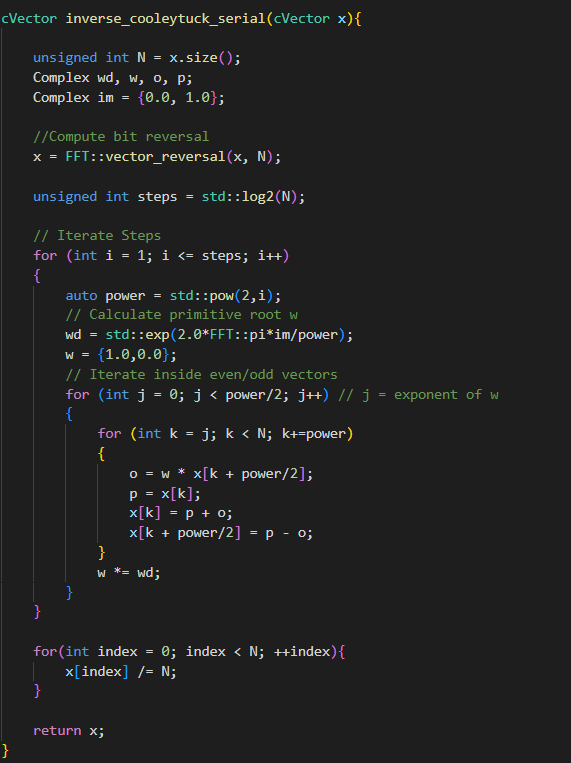 cVector inverse_cooleytuck_serial(cVector x){
unsigned int N = x.size();
Complex wd, w, o, p;
Complex im = {0.0, 1.0};
//Compute bit reversal
x = FFT::vector_reversal(x, N);
unsigned int steps = std::log2(N);
// Iterate Steps
for (int i = 1; i <= steps; i++)
{
auto power = std::pow(2,i);
// Calculate primitive root w
wd = std::exp(2.0*FFT::pi*im/power);
w = {1.0,0.0};
// Iterate inside even/odd vectors
for (int j = 0; j < power/2; j++) // j = exponent of w
{
for (int k = j; k < N; k+=power)
{
o = w * x[k + power/2];
p = x[k];
x[k] = p + o;
x[k + power/2] = p - o;
}
w *= wd;
}
}
for(int index = 0; index < N; ++index){
x[index] /= N;
}
return x;
}